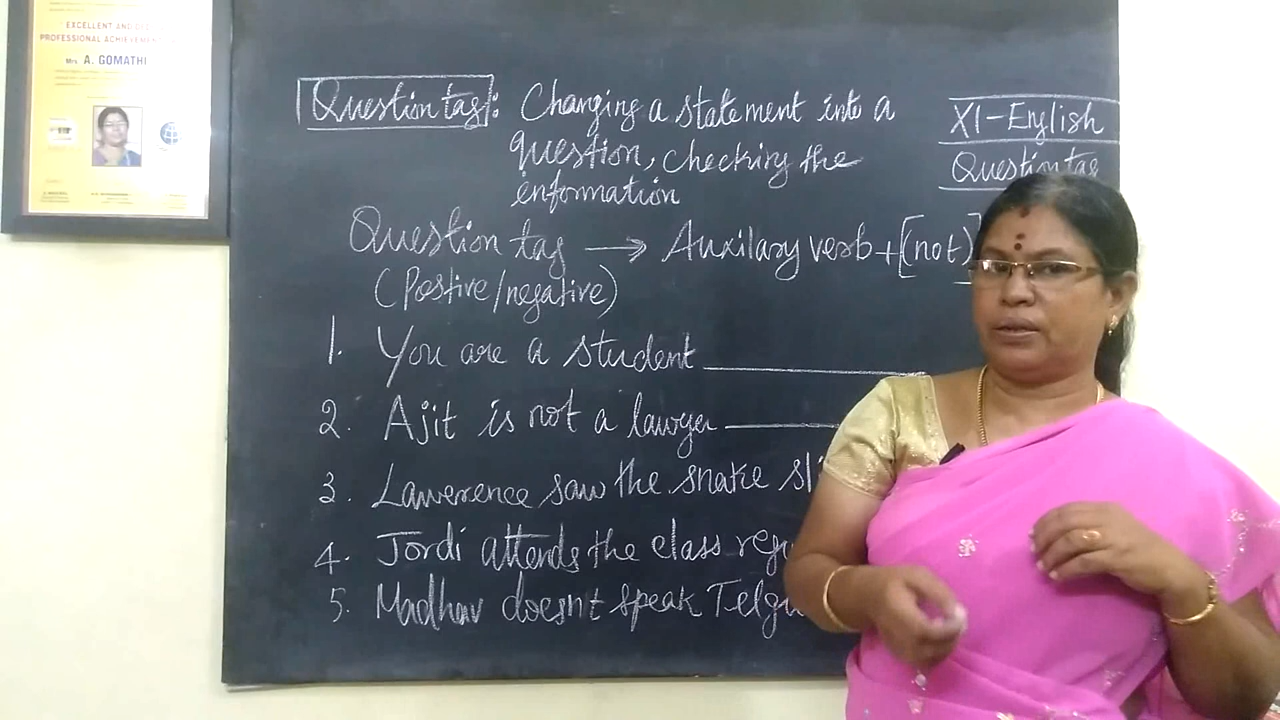 EXCELLENT AND
PROFESSIONAL ACHIEVEMENT
Mrs. A. GOMATHI
Question tag: Changing a statement into a
question, checking the
information
XI-English
Question tag
Question tag → Auxilary verb + [(not)
(Postive/negative)
1. You are a student
2. Ajit is not a lawyer
3. Lawerence saw the snake
4. Jordi attends the class
5. Madhav doesn't speak Telgu